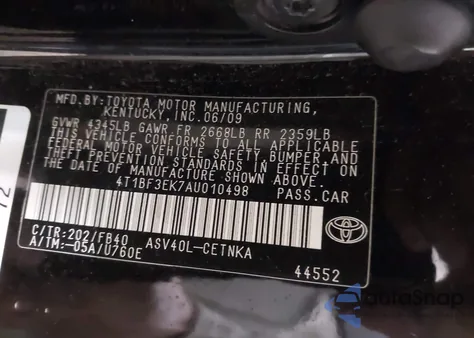 MFD.BY:TOYOTA MOTOR MANUFACTURING,
KENTUCKY,INC.06/09
GVWR 4345LB GAWR FR 2668LB RR 2359LB
THIS VEHICLE CONFORMS TO ALL APPLICABLE
FEDERAL MOTOR VEHICLE SAFETY, BUMPER,AND
THEFT PREVENTION STANDARDS IN EFFECT ON
THE DATE OF MANUFACTURE SHOWN ABOVE.
4T1BF3EK7AU010498 PASS.CAR
C/TR:202/FB40 ASV40L-CETNKA
A/TM:-05A/U760E
TOYOTA
44552